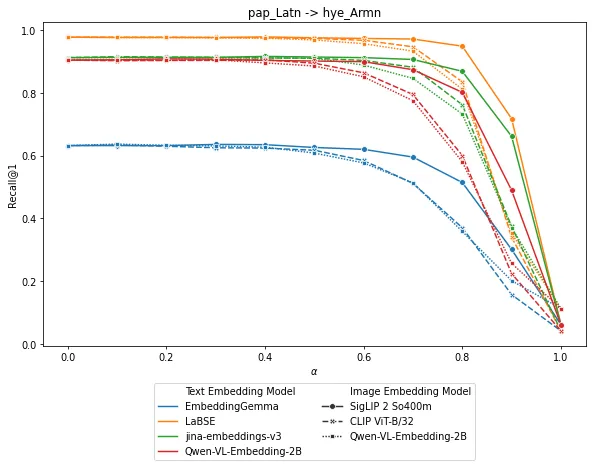 pap_Latn -> hye_Armn
Recall@1
1.0
0.8
0.6
0.4
0.2
0.0
0.0 0.2 0.4 0.6 0.8 1.0
α
Text Embedding Model
EmbeddingGemma
LaBSE
jina-embeddings-v3
Qwen-VL-Embedding-2B
Image Embedding Model
SigLIP 2 So400m
CLIP ViT-B/32
Qwen-VL-Embedding-2B